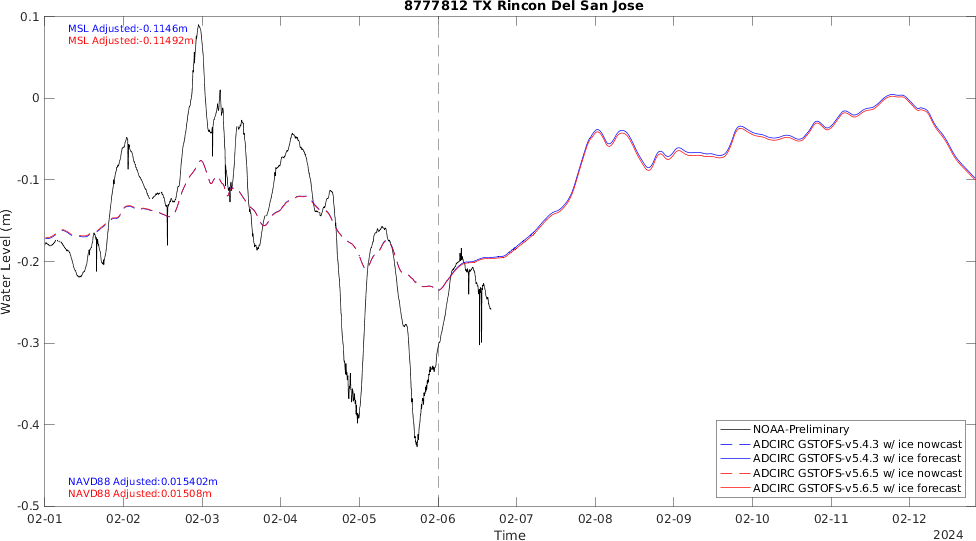 8777812 TX Rincon Del San Jose
MSL Adjusted:-0.1146m
MSL Adjusted:-0.11492m
0.1
0
-0.1
-0.2
-0.3
-0.4
-0.5
Water Level (m)
NAVD88 Adjusted:0.015402m
NAVD88 Adjusted:0.01508m
NOAA-Preliminary
ADCIRC GSTOFS-v5.4.3 w/ ice nowcast
ADCIRC GSTOFS-v5.4.3 w/ ice forecast
ADCIRC GSTOFS-v5.6.5 w/ ice nowcast
ADCIRC GSTOFS-v5.6.5 w/ ice forecast
02-01 02-02 02-03 02-04 02-05 02-06 02-07 02-08 02-09 02-10 02-11 02-12
Time
2024